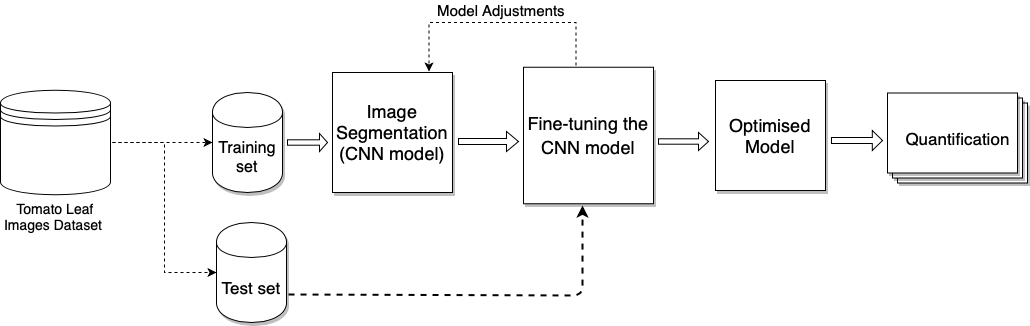 Model Adjustments
Tomato Leaf
Images Dataset
Training
set
Test set
Image
Segmentation
(CNN model)
Fine-tuning the
CNN model
Optimised
Model
Quantification